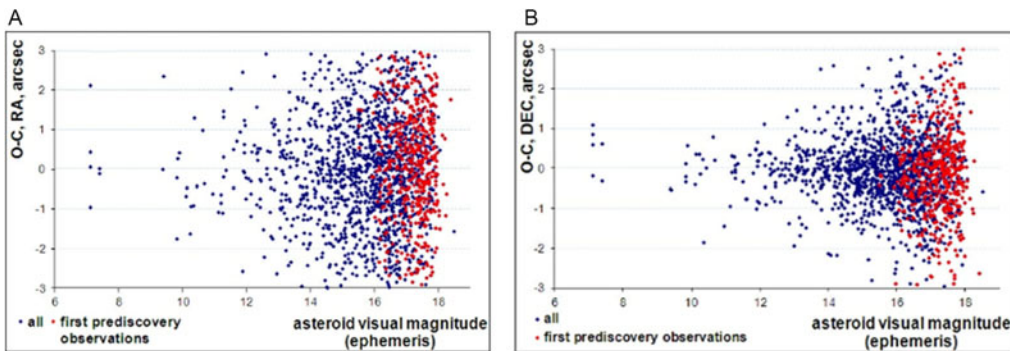 A
O-C, RA, arcsec
3
2
1
0
-1
-2
-3
6 8 10 12 14 16 18
all first prediscovery
observations
asteroid visual magnitude
(ephemeris)
B
O-C, DEC, arcsec
3
2
1
0
-1
-2
-3
6 8 10 12 14 16 18
all
first prediscovery observations
asteroid visual magnitude
(ephemeris)